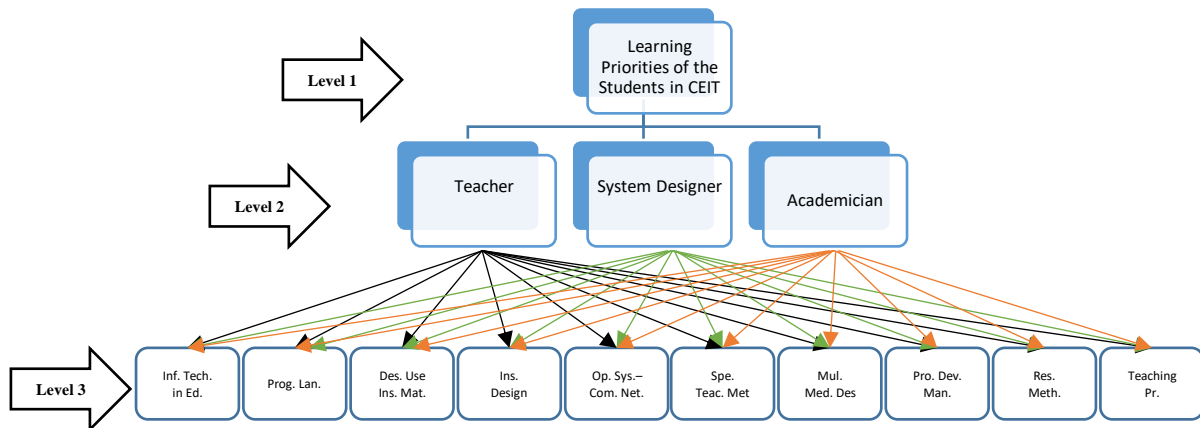 Level 1
Learning
Priorities of the
Students in CEIT
Level 2
Teacher
System Designer
Academician
Level 3
Inf. Tech.
in Ed.
Prog. Lan.
Des. Use
Ins. Mat.
Ins.
Design
Op. Sys.–
Com. Net.
Spe.
Teac. Met
Mul.
Med. Des
Pro. Dev.
Man.
Res.
Meth.
Teaching
Pr.